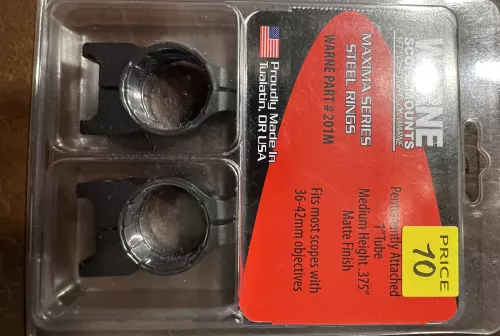 MOUNTS
MAXIMA SERIES
STEEL RINGS
WARNE PART # 201M
Proudly Made In
Tualatin, OR USA
Permanently Attached
1" Tube
Medium Height .375"
Matte Finish
Fits most scopes with
36-42mm objectives
PRICE
10